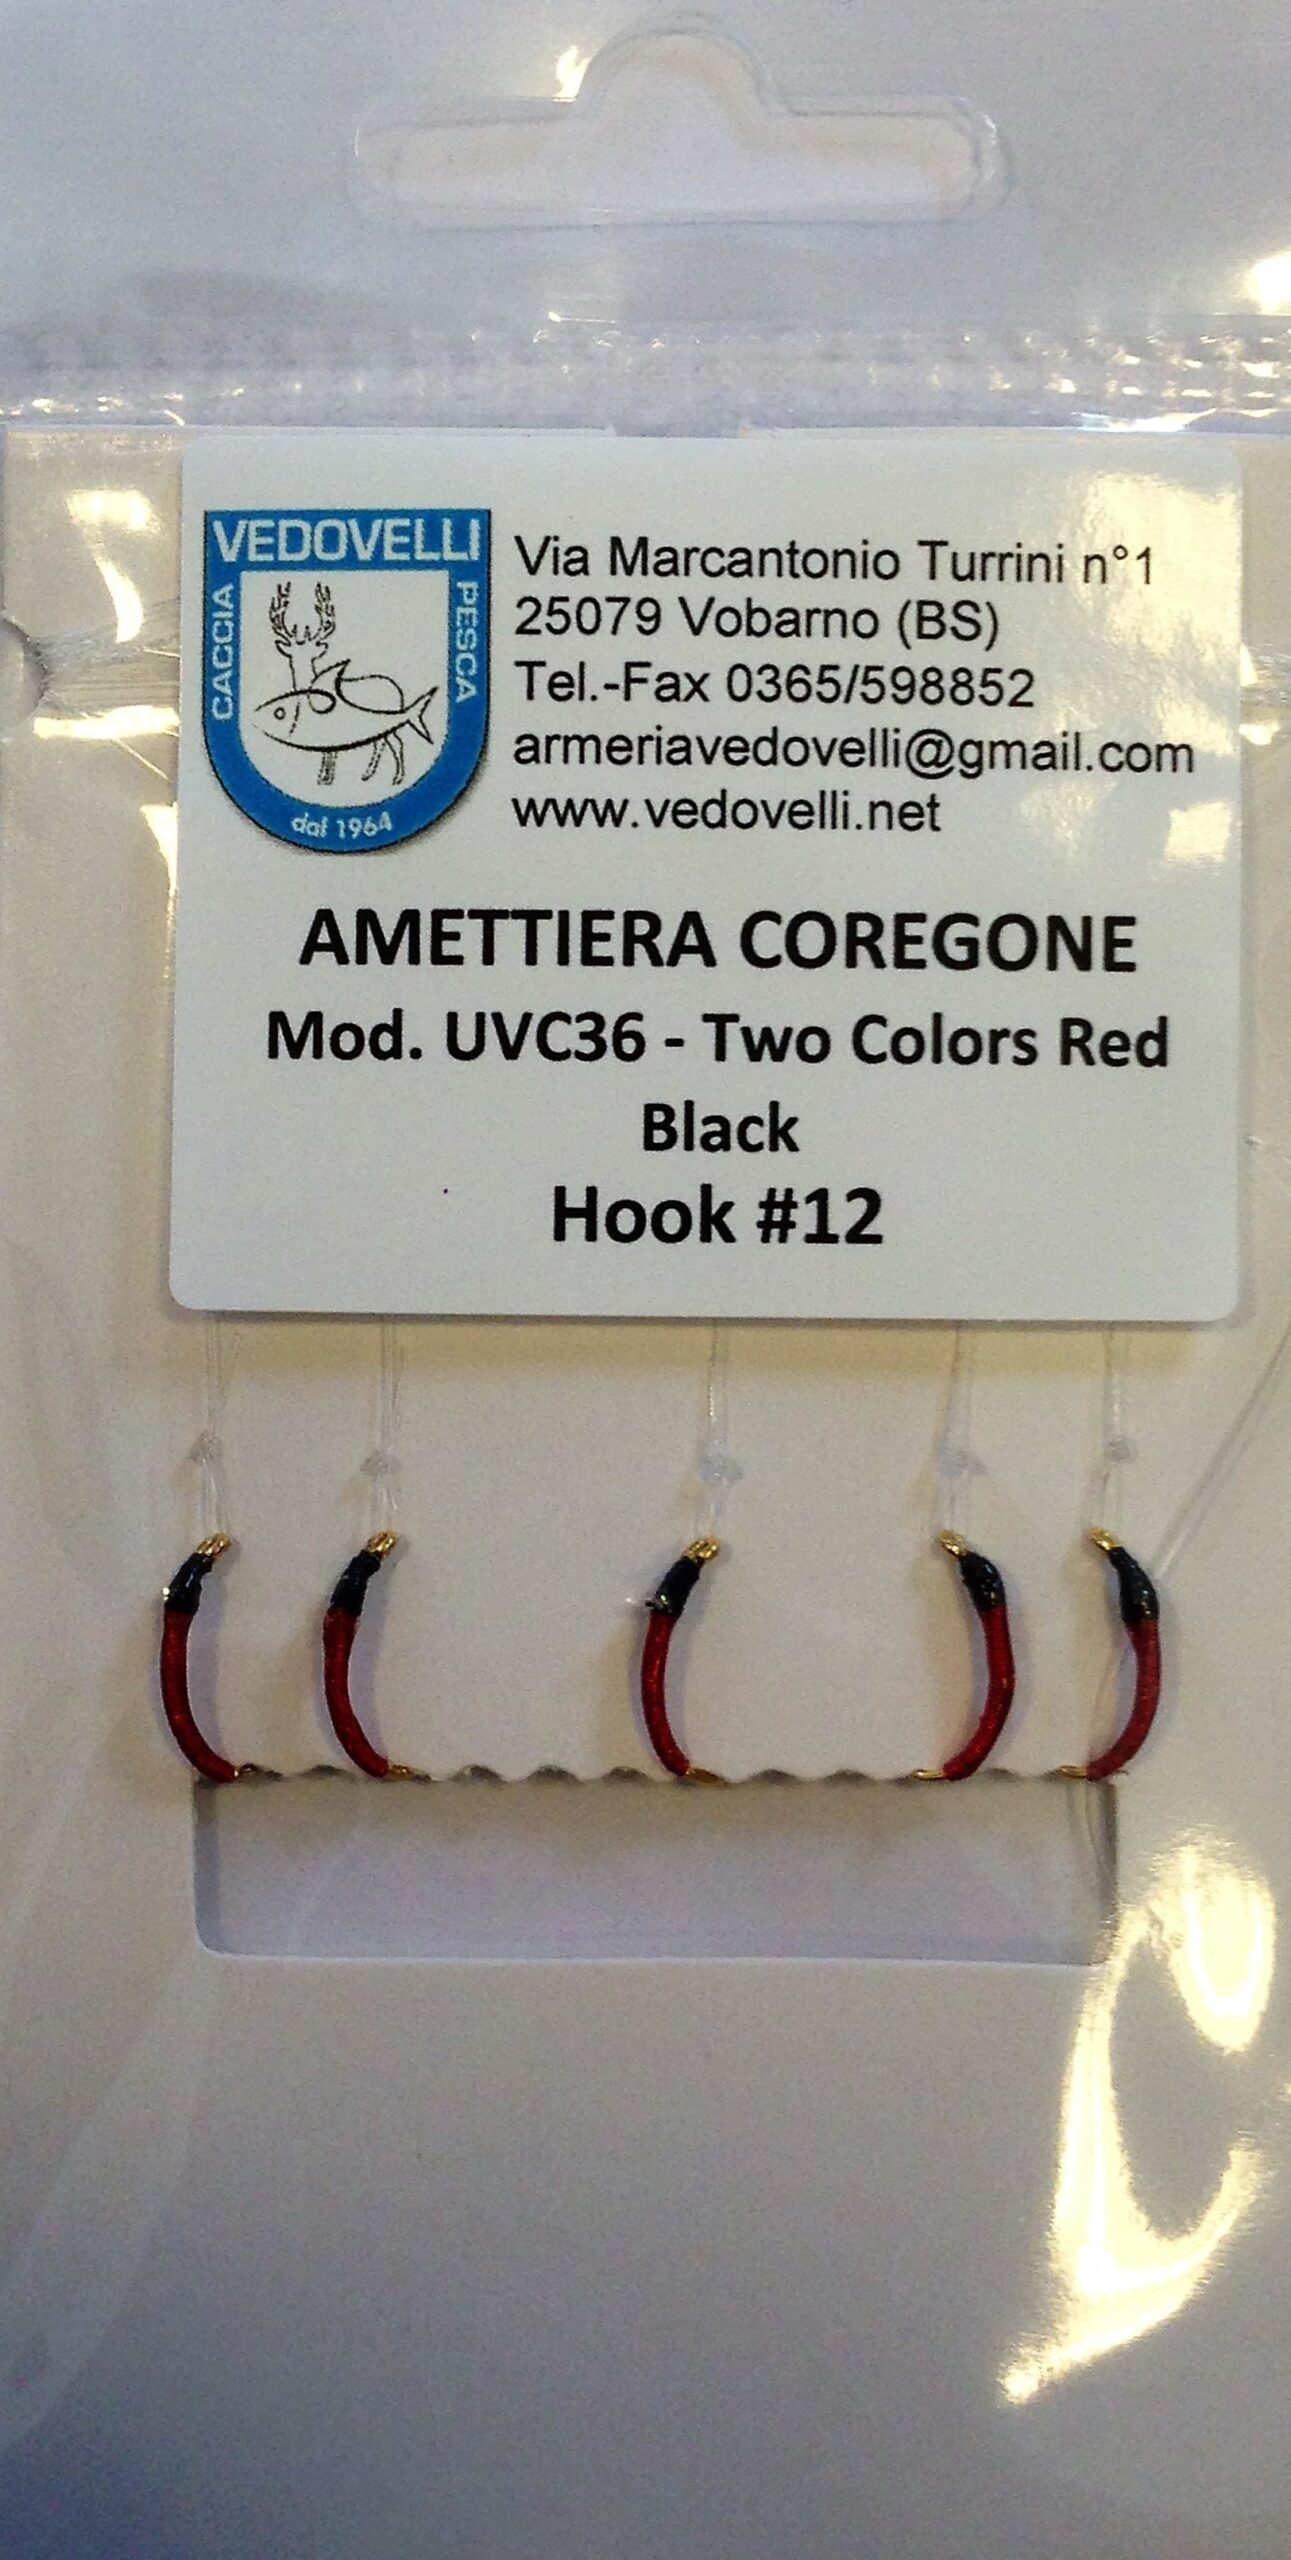 VEDOVELLI
CACCIA
PESCA
dal 1964
Via Marcantonio Turrini n°1
25079 Vobarno (BS)
Tel.-Fax 0365/598852
armeriavedovelli@gmail.com
www.vedovelli.net
AMETTIERA COREGONE
Mod. UVC36 - Two Colors Red
Black
Hook #12